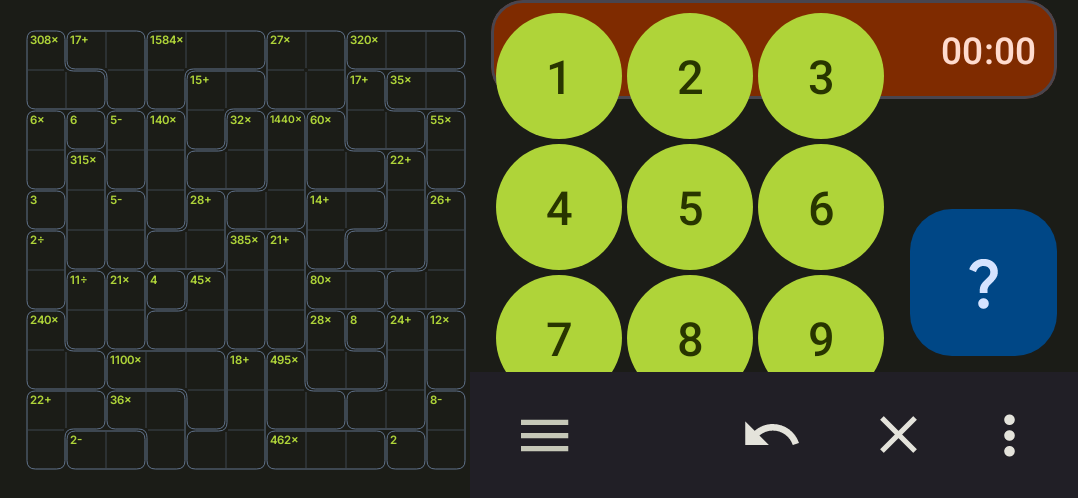 308× 17+ 1584× 27× 320×
15+ 17+ 35×
6× 6 5- 140× 32× 1440× 60× 55×
315× 22+
3 5- 28+ 14+ 26+
2÷ 385× 21+
11÷ 21× 4 45× 80×
240× 28× 8 24+ 12×
1100× 18+ 495×
22+ 36× 8-
2- 462× 2
00:00
1 2 3
4 5 6
?
7 8 9